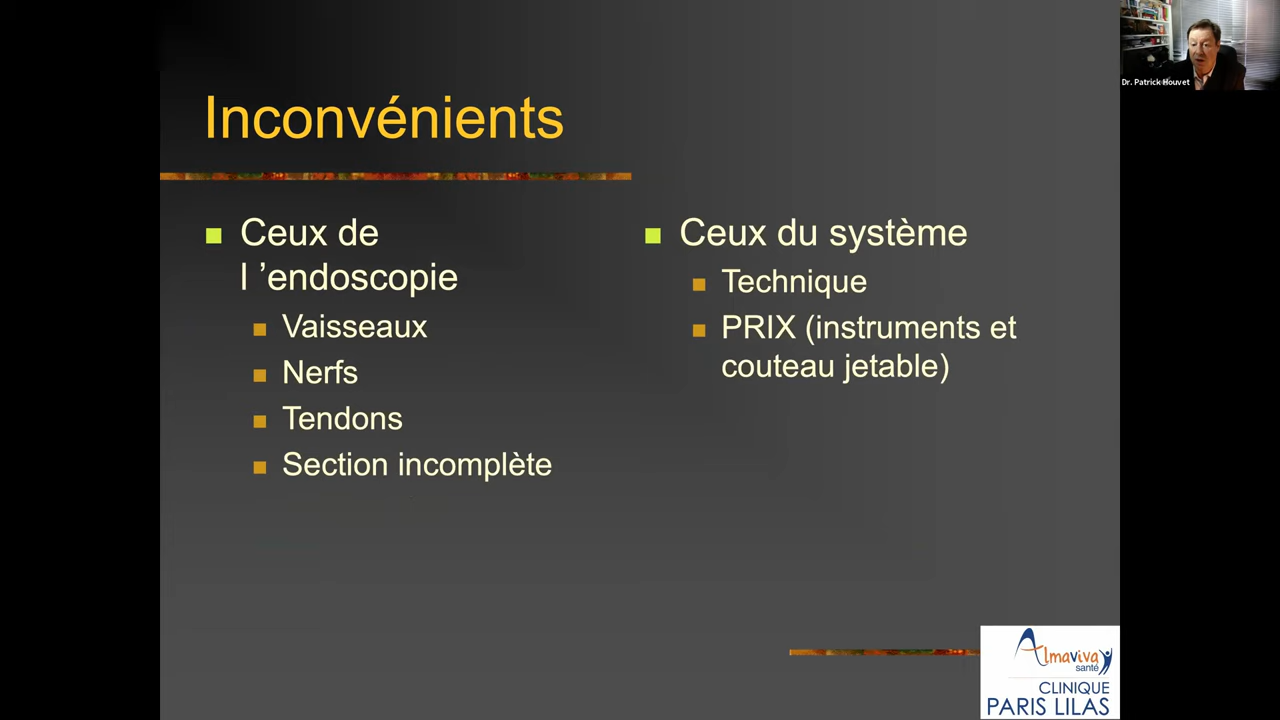 Inconvénients
Ceux de
l ’endoscopie
Vaisseaux
Nerfs
Tendons
Section incomplète
Ceux du système
Technique
PRIX (instruments et
couteau jetable)
Dr. Patrick Houvet
Almaviva
santé
CLINIQUE
PARIS LILAS